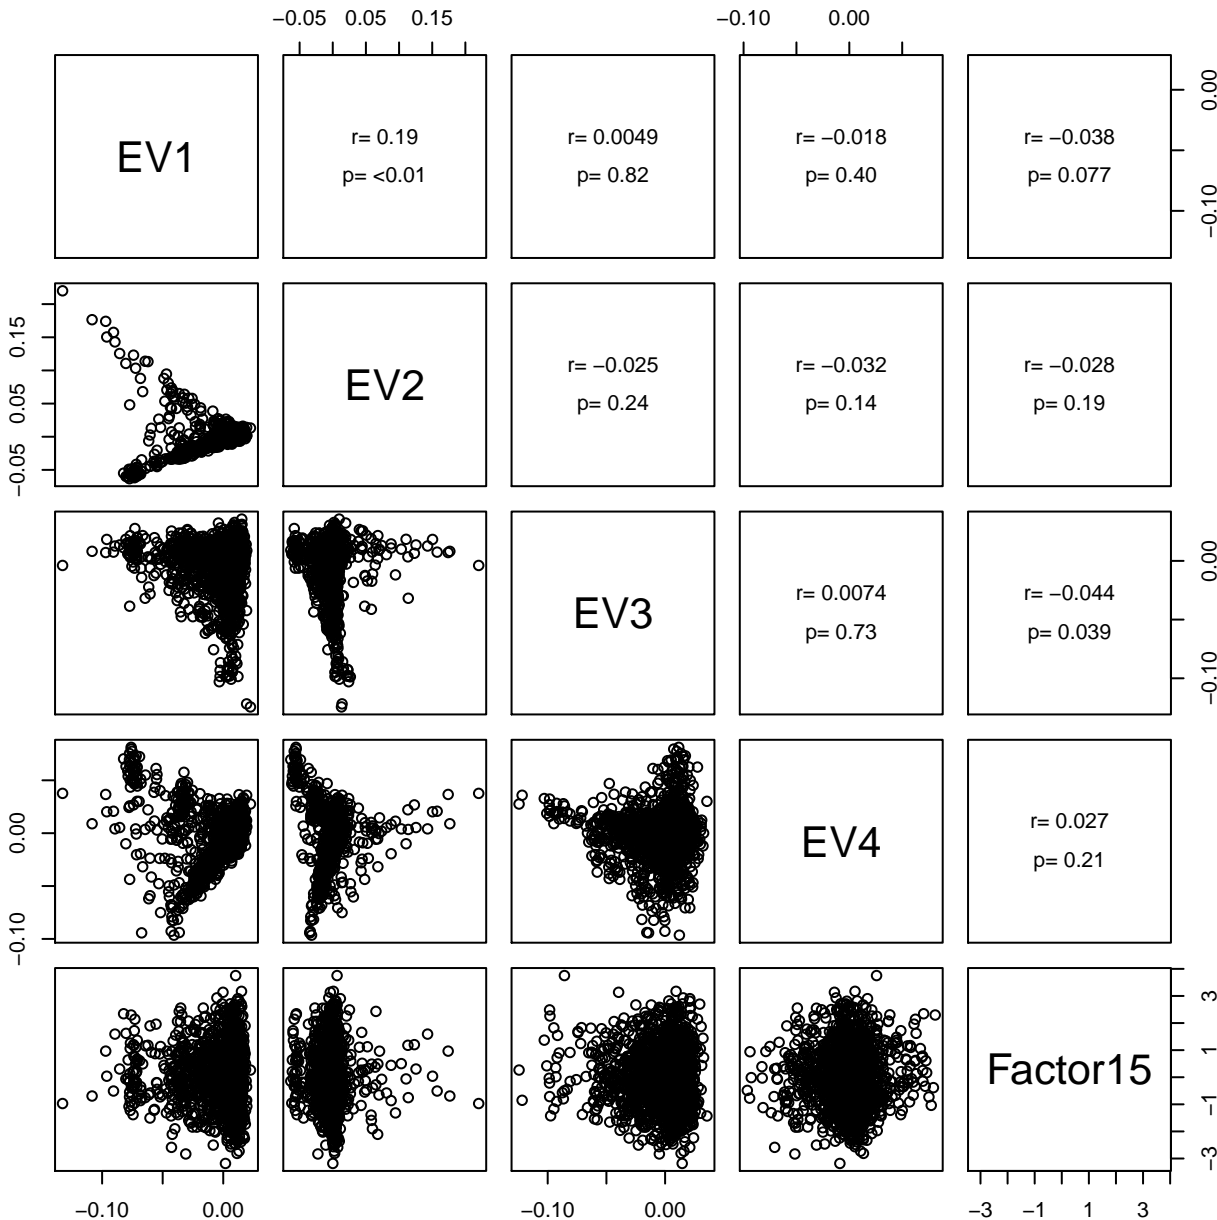 −0.05 0.05 0.15 −0.10 0.00
EV1
r= 0.19
p= <0.01
r= 0.0049
p= 0.82
r= −0.018
p= 0.40
r= −0.038
p= 0.077
0.00
−0.10
0.15
0.05
−0.05
EV2
r= −0.025
p= 0.24
r= −0.032
p= 0.14
r= −0.028
p= 0.19
EV3
r= 0.0074
p= 0.73
r= −0.044
p= 0.039
0.00
−0.10
0.00
−0.10
EV4
r= 0.027
p= 0.21
Factor15
3
1
−1
−3
−0.10 0.00 −0.10 0.00 −3 −1 1 3